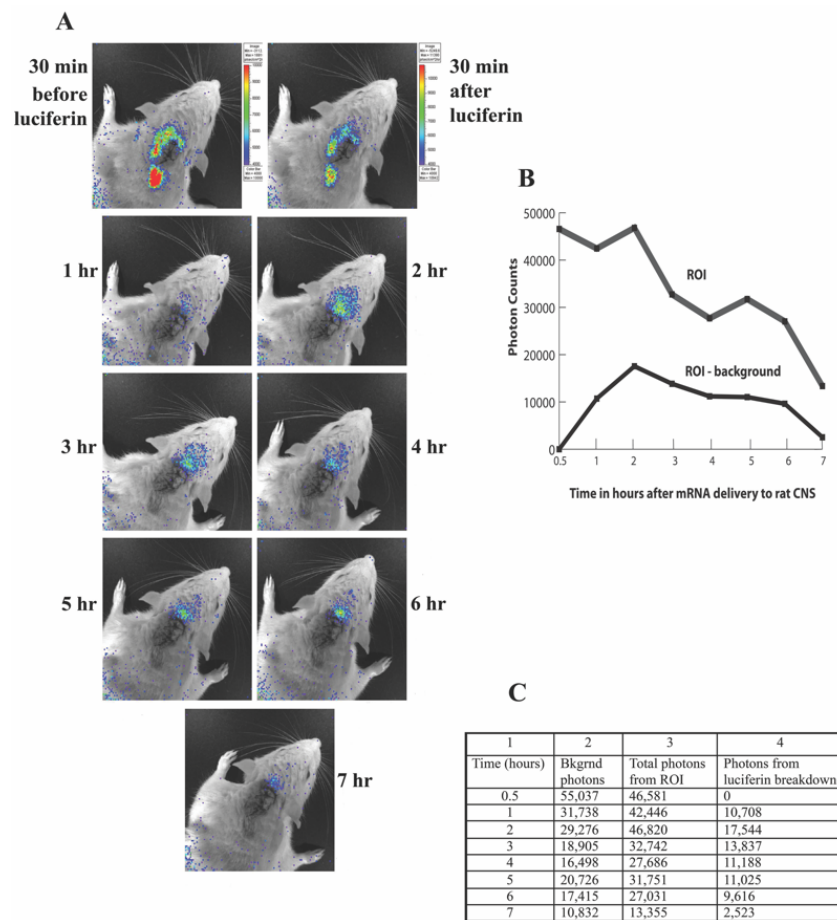 A
30 min
before
luciferin
30 min
after
luciferin
1 hr
2 hr
3 hr
4 hr
5 hr
6 hr
7 hr
B
50000
40000
30000
20000
10000
0
Photon Counts
ROI
ROI - background
0.5 1 2 3 4 5 6 7
Time in hours after mRNA delivery to rat CNS
C
1 2 3 4
Time (hours) Bkgrnd photons Total photons from ROI Photons from luciferin breakdown
0.5 55,037 46,581 0
1 31,738 42,446 10,708
2 29,276 46,820 17,544
3 18,905 32,742 13,837
4 16,498 27,686 11,188
5 20,726 31,751 11,025
6 17,415 27,031 9,616
7 10,832 13,355 2,523